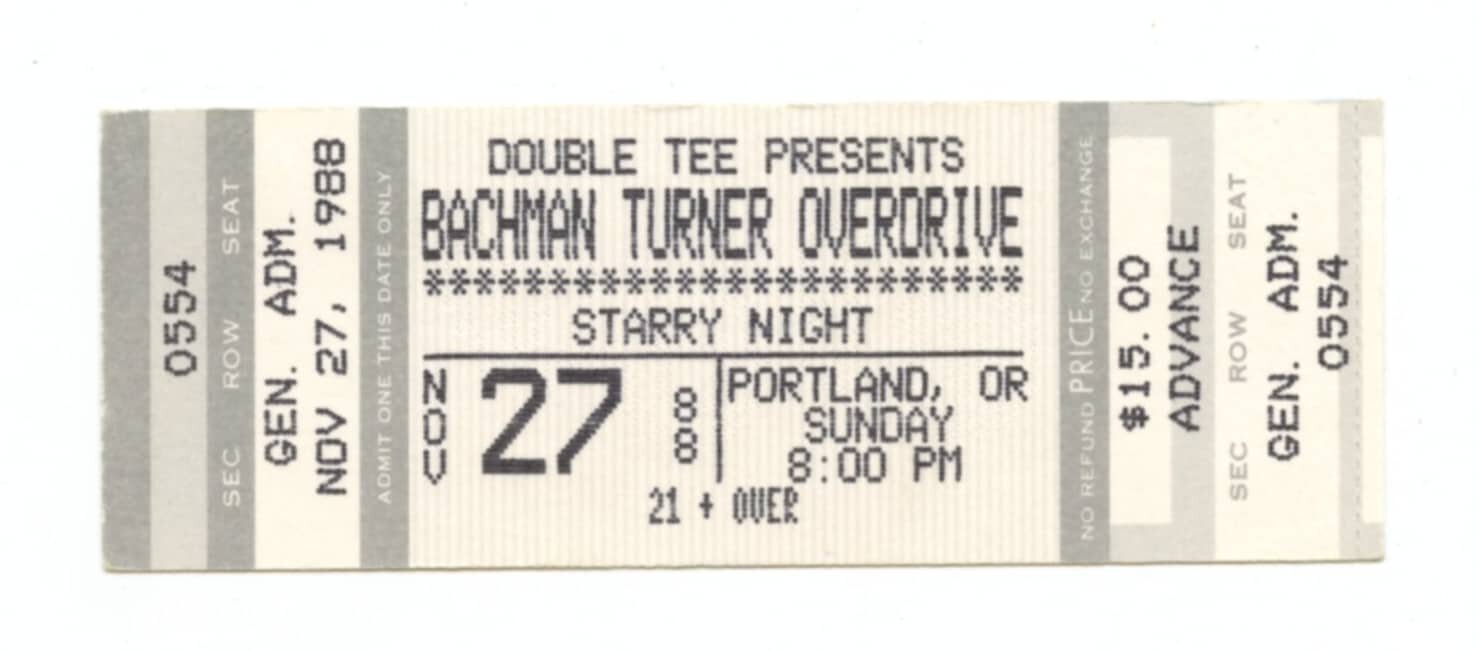 0554
SEC ROW SEAT
GEN. ADM.
NOV 27, 1988
ADMIT ONE THIS DATE ONLY
DOUBLE TEE PRESENTS
BACHMAN TURNER OVERDRIVE
************************
STARRY NIGHT
NOV 27 88
PORTLAND, OR
SUNDAY
8:00 PM
21 + OVER
NO REFUND PRICE NO EXCHANGE
$15.00
ADVANCE
SEC ROW SEAT
GEN. ADM.
0554